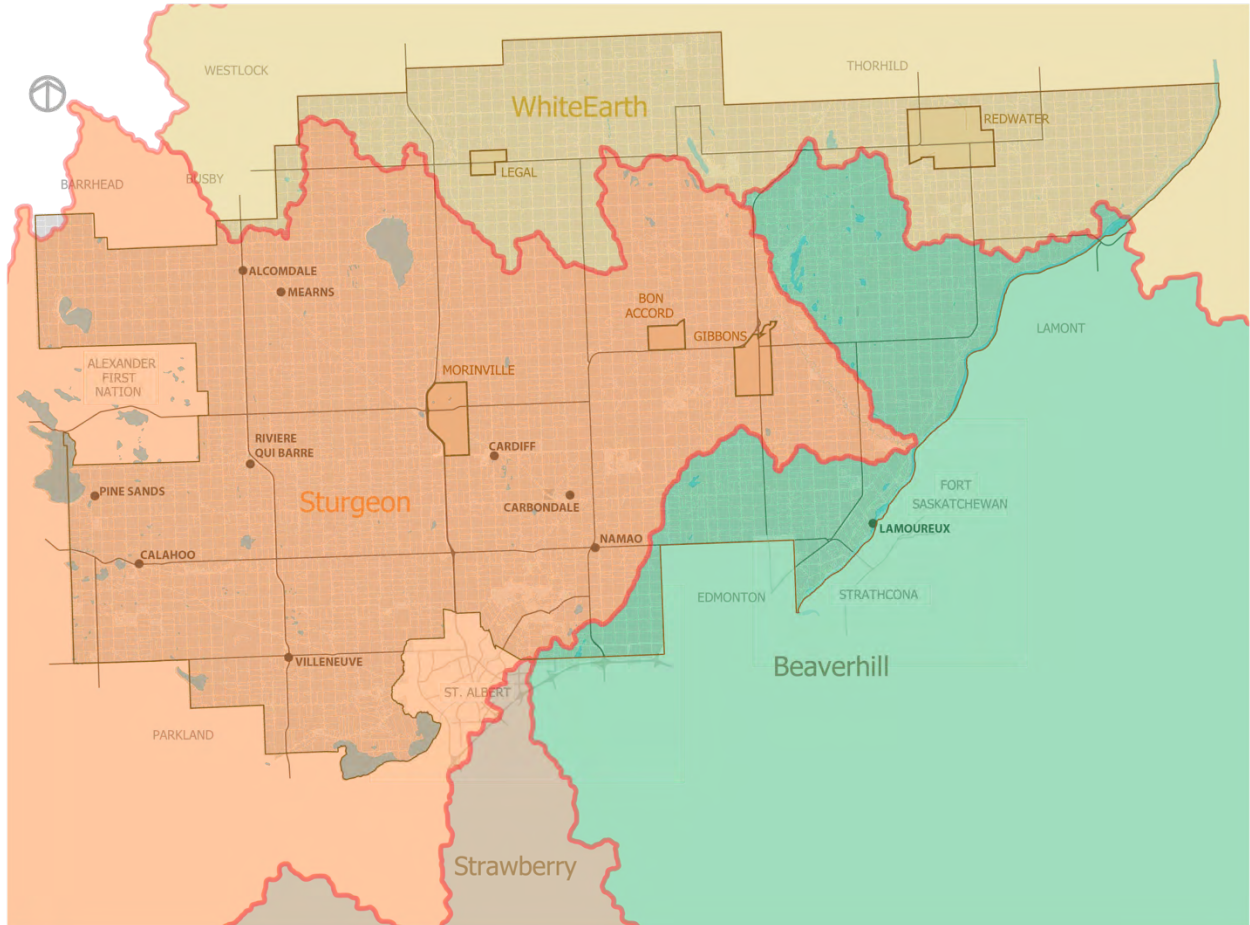 WESTLOCK
THORHILD
WhiteEarth
REDWATER
LEGAL
BARRHEAD
BUSBY
ALCOMDALE
MEARNS
BON
ACCORD
GIBBONS
LAMONT
ALEXANDER
FIRST
NATION
MORINVILLE
RIVIERE
QUI BARRE
CARDIFF
PINE SANDS
Sturgeon
CARBONDALE
FORT
SASKATCHEWAN
LAMOUREUX
NAMAO
CALAHOO
EDMONTON
STRATHCONA
VILLENEUVE
Beaverhill
ST. ALBERT
PARKLAND
Strawberry